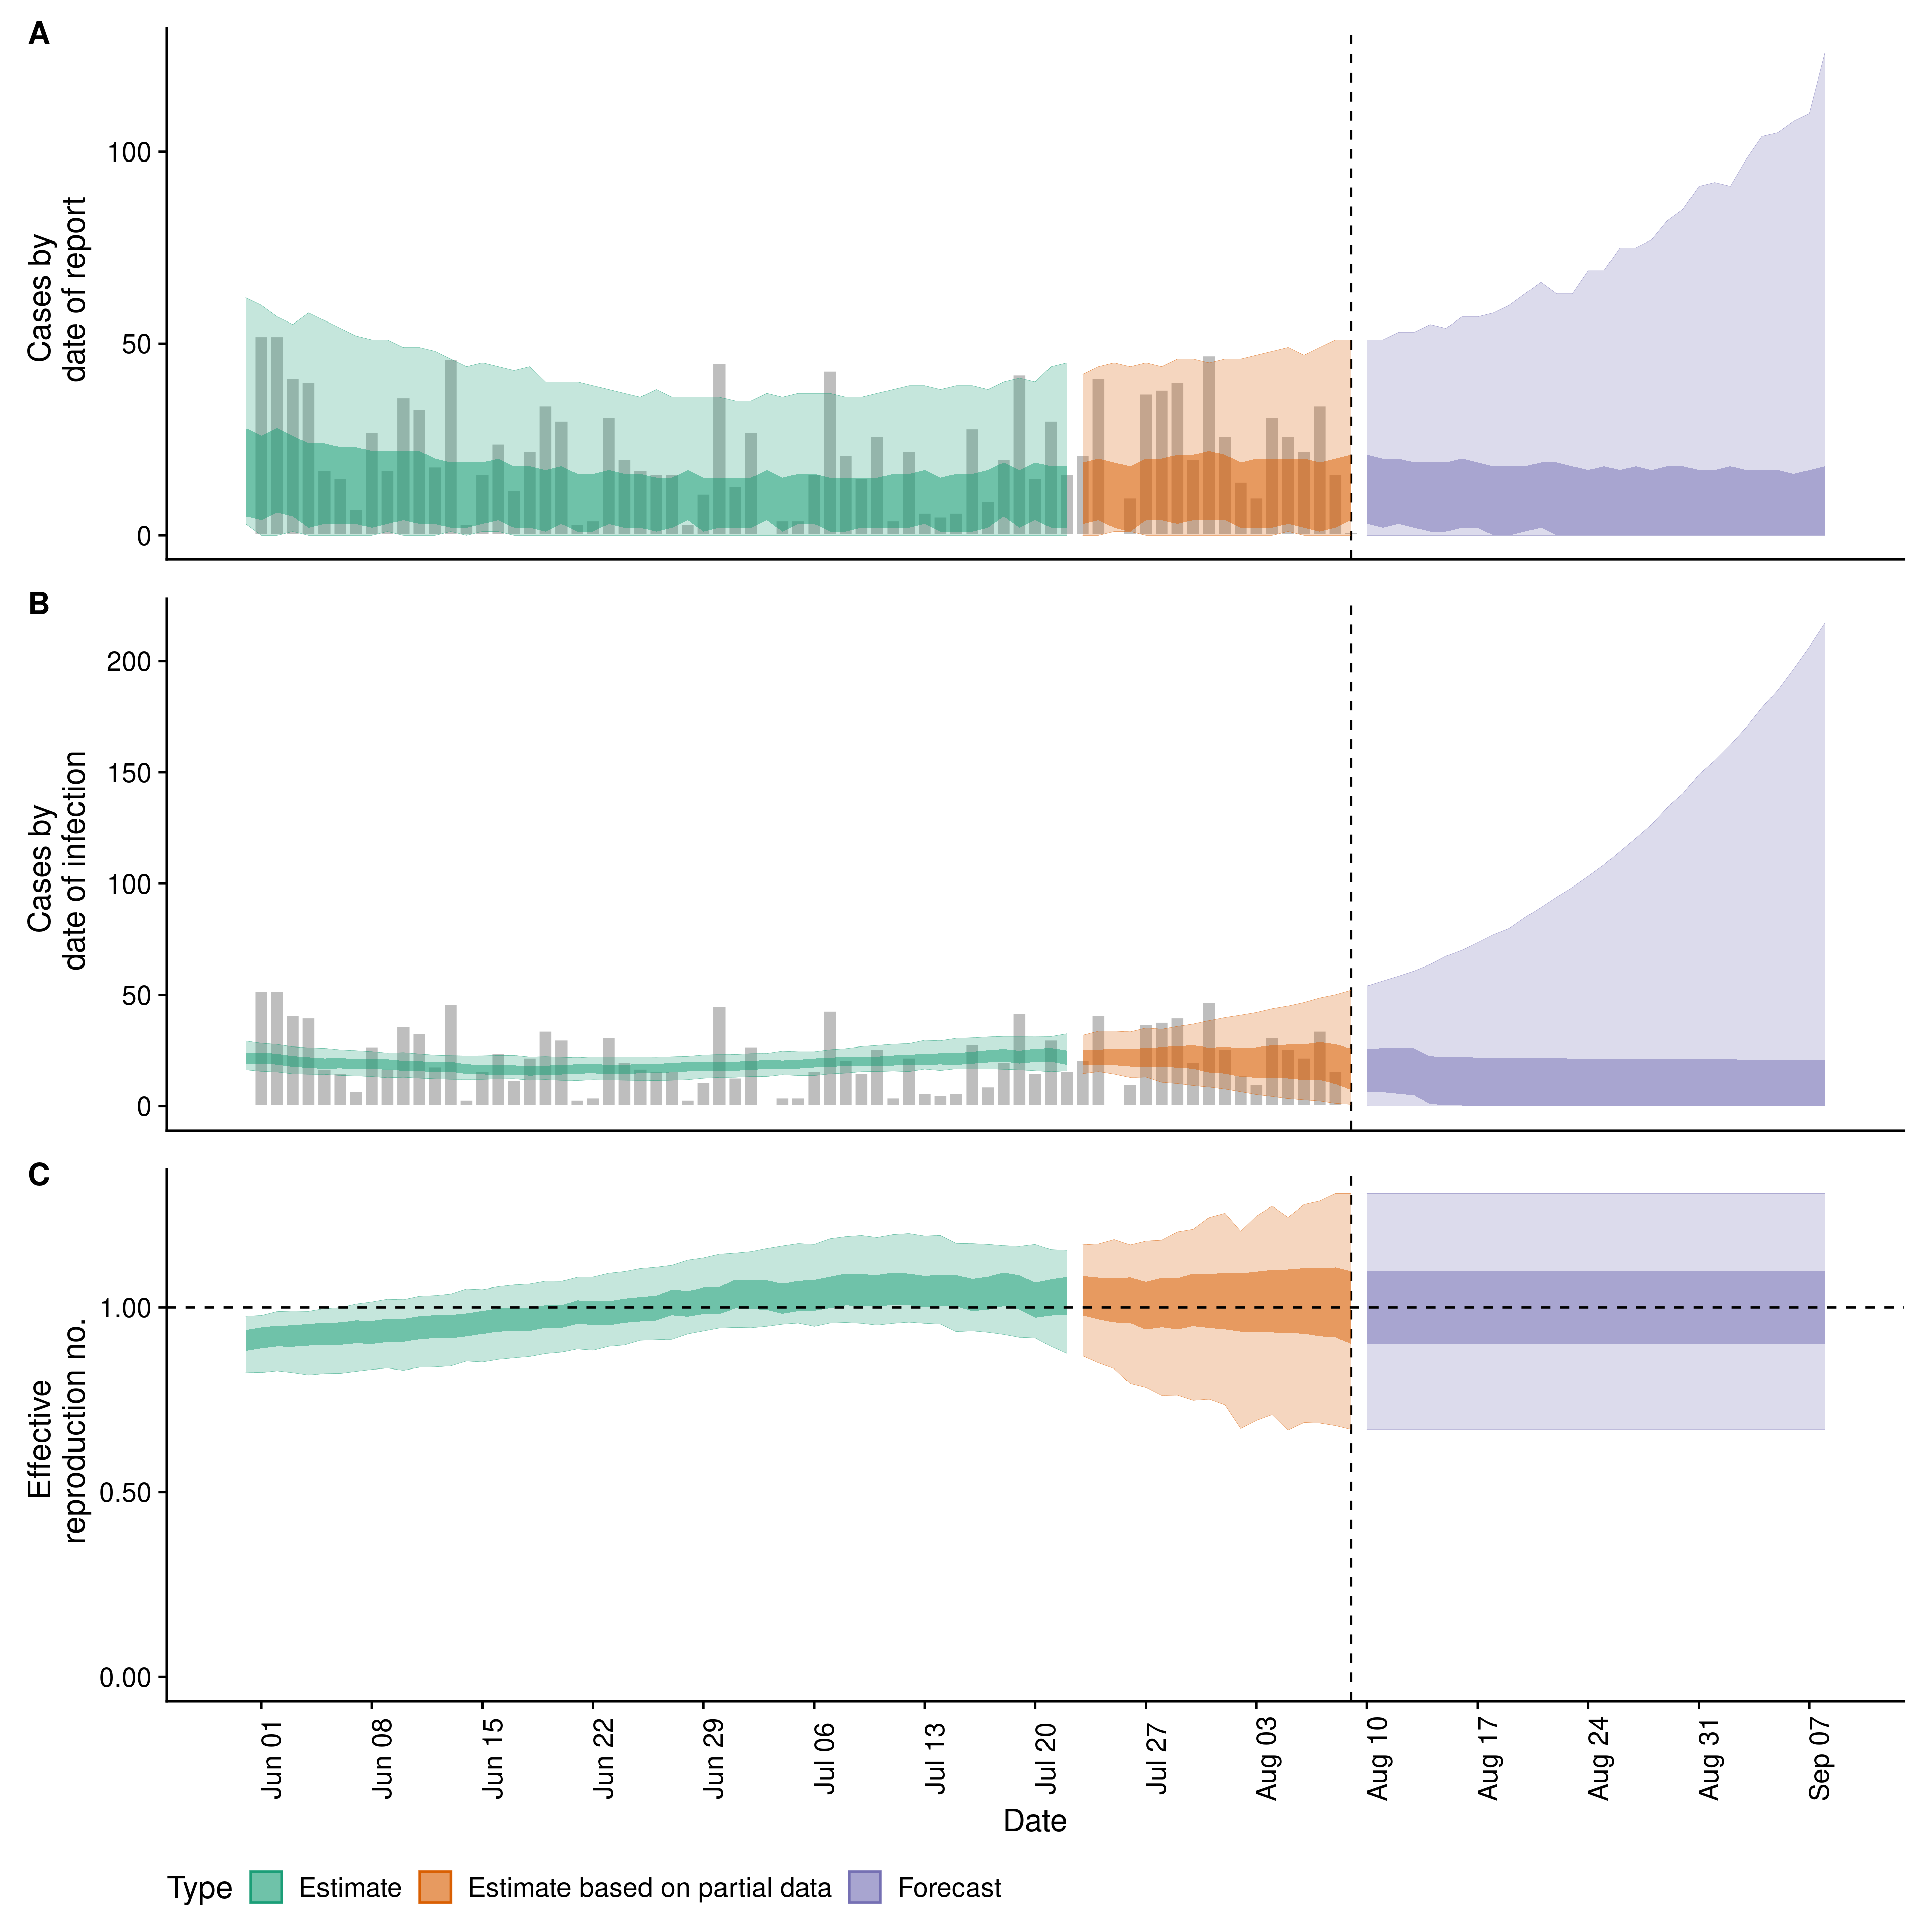 A
Cases by
date of report
100
50
0
B
Cases by
date of infection
200
150
100
50
0
C
Effective
reproduction no.
1.00
0.50
0.00
Jun 01
Jun 08
Jun 15
Jun 22
Jun 29
Jul 06
Jul 13
Jul 20
Jul 27
Aug 03
Aug 10
Aug 17
Aug 24
Aug 31
Sep 07
Date
Type Estimate Estimate based on partial data Forecast